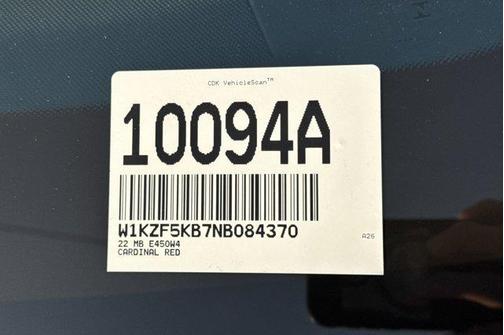 CDK VehicleScan™
10094A
W1KZF5KB7NB084370
22 MB E450W4
CARDINAL RED
A26